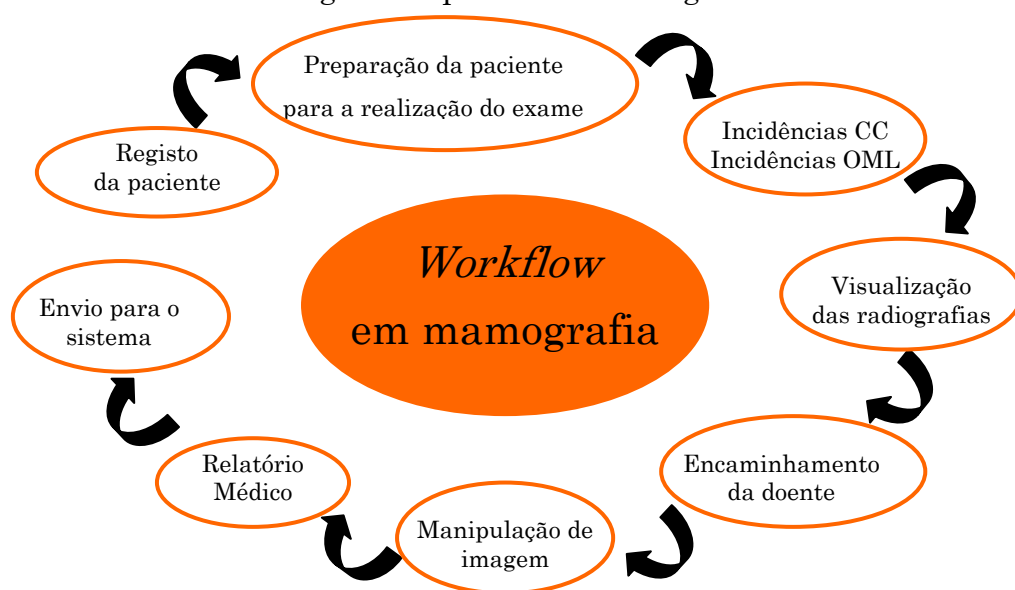 Preparação da paciente
para a realização do exame
Incidências CC
Incidências OML
Registo
da paciente
Workflow
em mamografia
Visualização
das radiografias
Envio para o
sistema
Encaminhamento
da doente
Relatório
Médico
Manipulação de
imagem